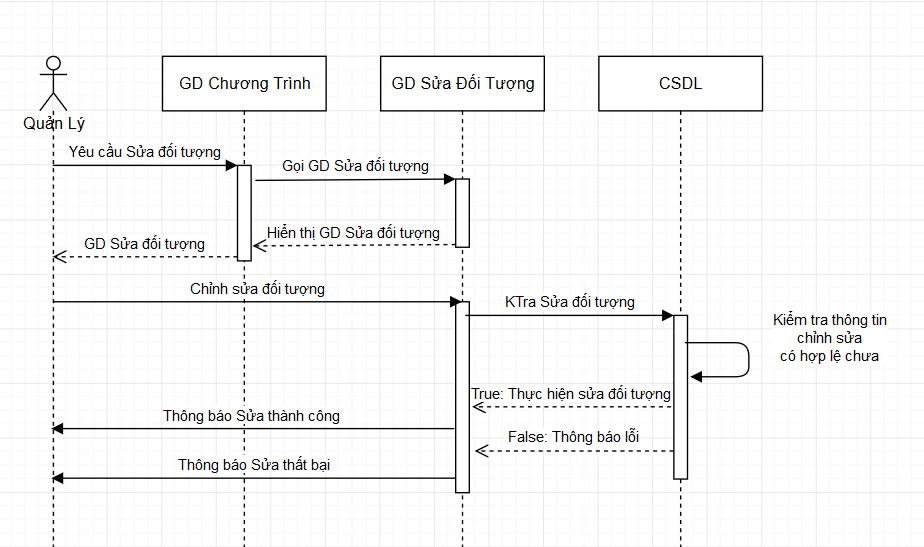 GD Chương Trình
GD Sửa Đối Tượng
CSDL
Quản Lý
Yêu cầu Sửa đối tượng
Gọi GD Sửa đối tượng
Hiển thị GD Sửa đối tượng
GD Sửa đối tượng
Chỉnh sửa đối tượng
KTra Sửa đối tượng
Kiểm tra thông tin
chỉnh sửa
có hợp lệ chưa
True: Thực hiện sửa đối tượng
Thông báo Sửa thành công
False: Thông báo lỗi
Thông báo Sửa thất bại